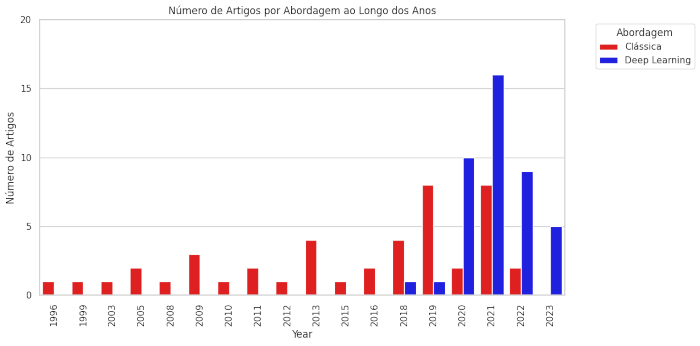 Número de Artigos por Abordagem ao Longo dos Anos
Abordagem
Clássica
Deep Learning
Número de Artigos
20
15
10
5
0
1996 1999 2003 2005 2008 2009 2010 2011 2012 2013 2015 2016 2018 2019 2020 2021 2022 2023
Year